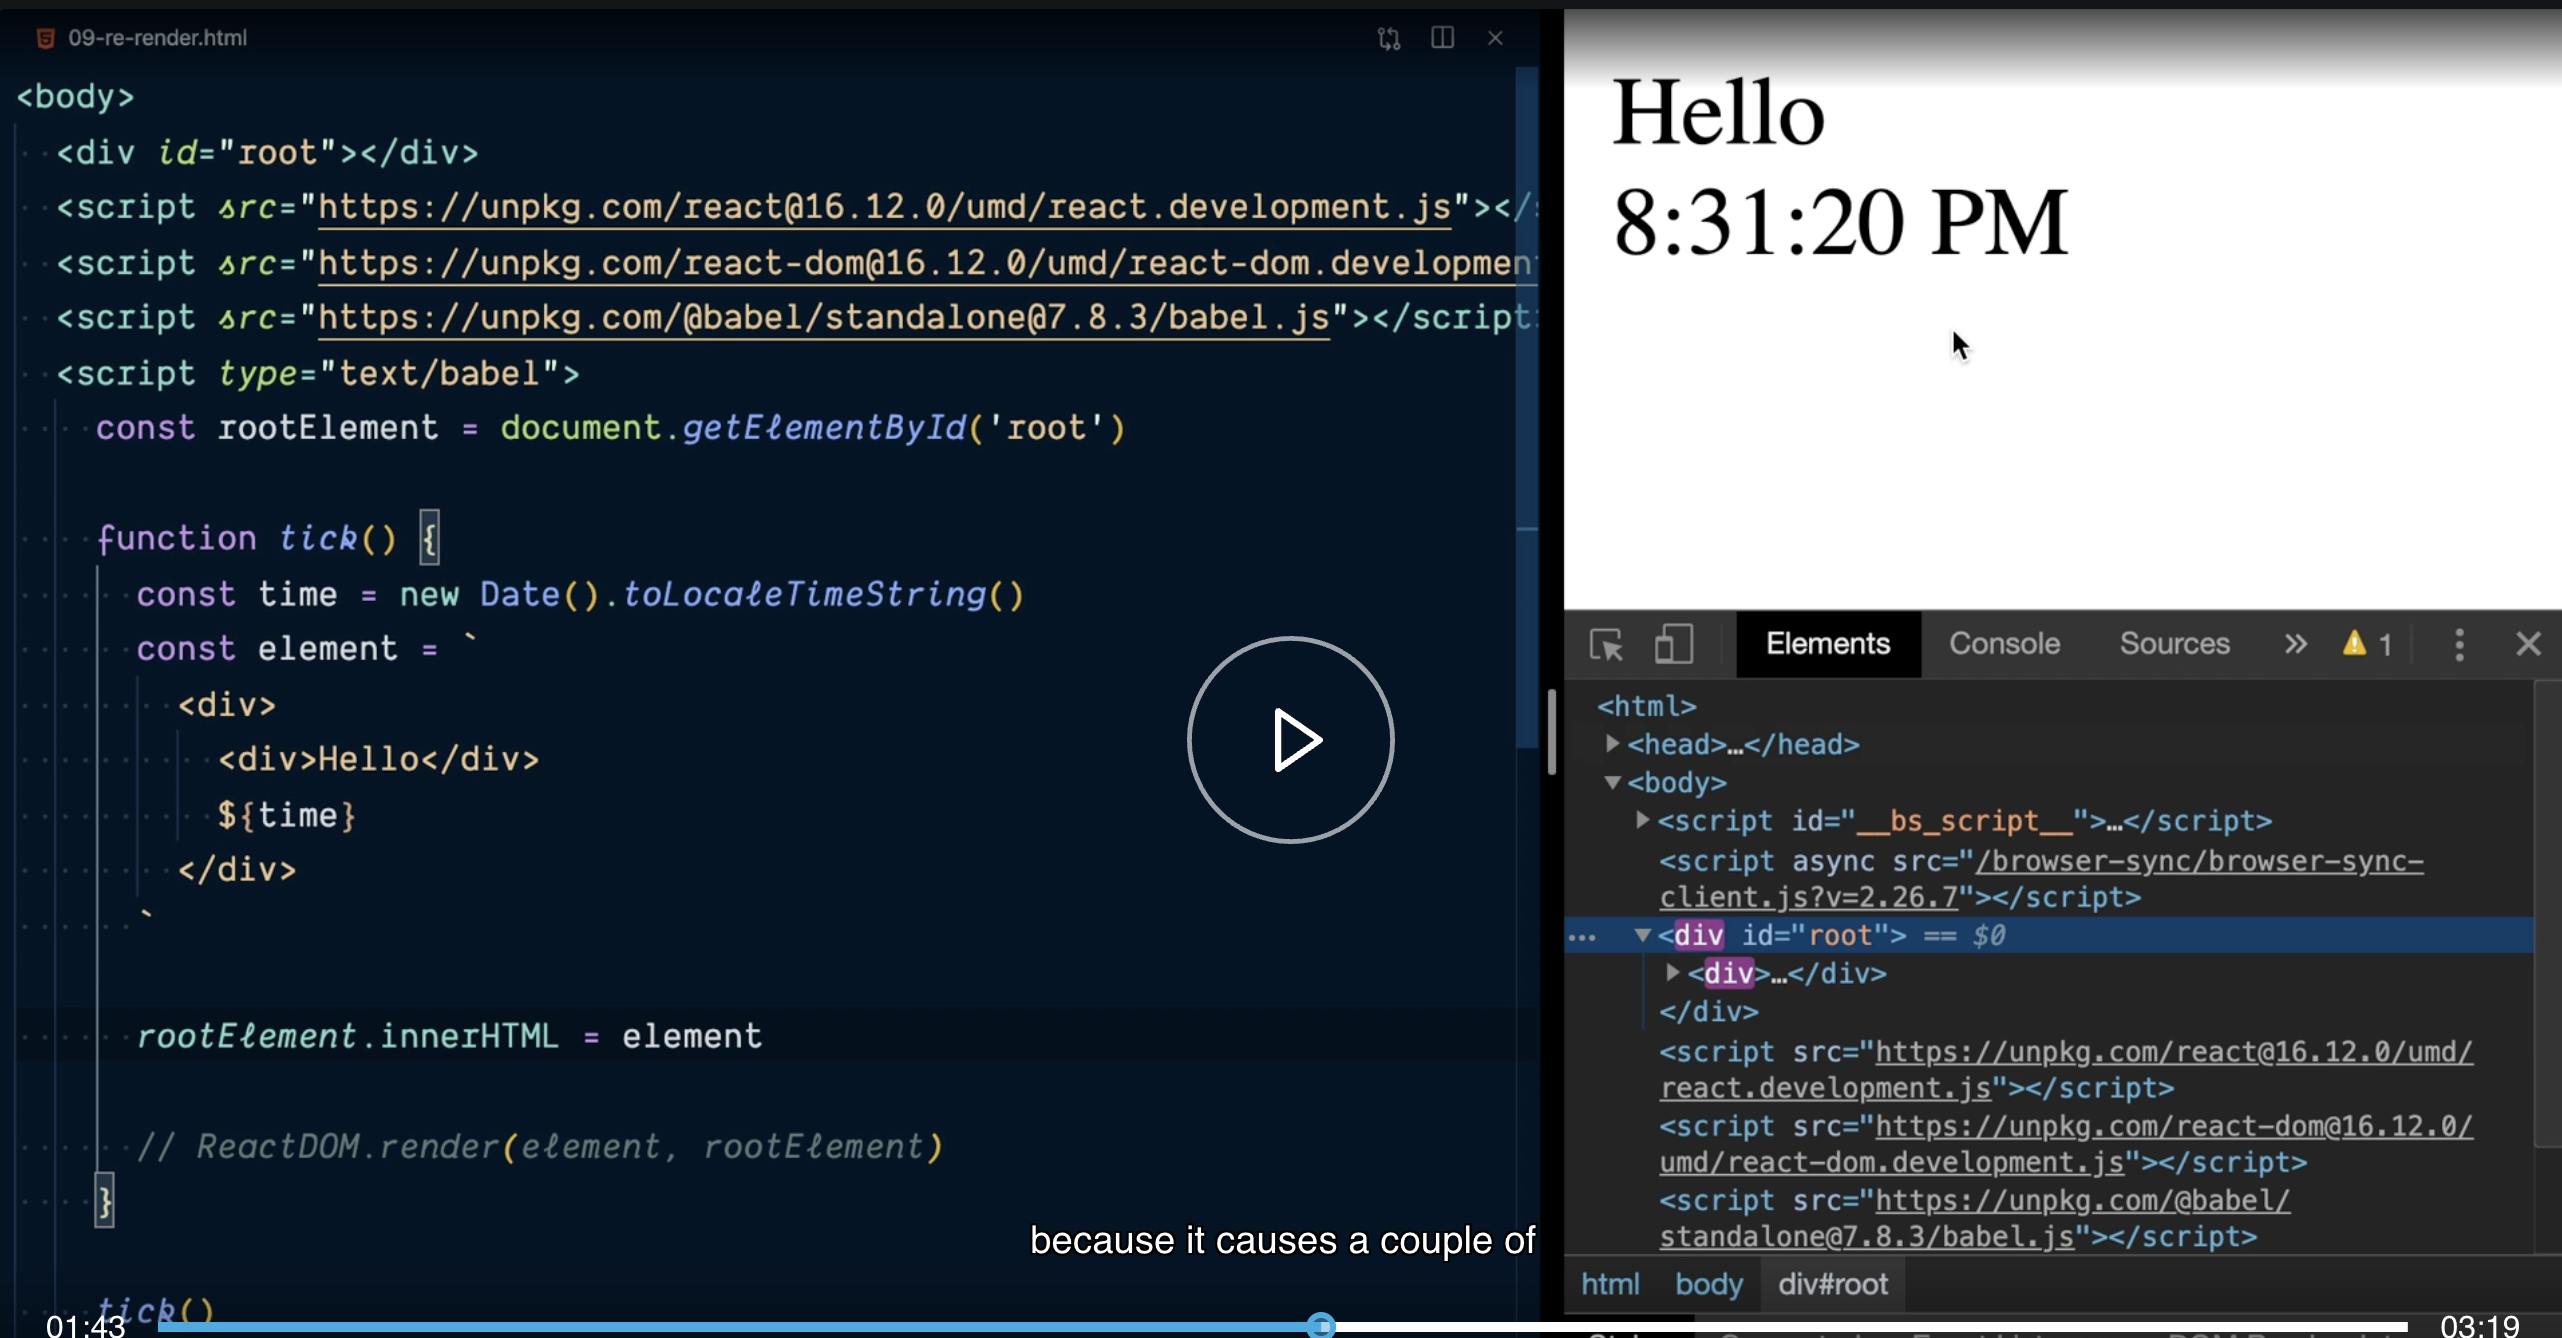 09-re-render.html
<body>
<div id="root"></div>
<script src="https://unpkg.com/react@16.12.0/umd/react.development.js"></
<script src="https://unpkg.com/react-dom@16.12.0/umd/react-dom.developmen
<script src="https://unpkg.com/@babel/standalone@7.8.3/babel.js"></script
<script type="text/babel">
const rootElement = document.getElementById('root')
function tick() {
const time = new Date().toLocaleTimeString()
const element = `
<div>
<div>Hello</div>
${time}
</div>
`
rootElement.innerHTML = element
// ReactDOM.render(element, rootElement)
}
tick()
because it causes a couple of
01:43
03:19
Hello
8:31:20 PM
Elements Console Sources » 1
<html>
<head>…</head>
<body>
<script id="__bs_script__">…</script>
<script async src="/browser-sync/browser-sync-
client.js?v=2.26.7"></script>
… <div id="root"> == $0
<div>…</div>
</div>
<script src="https://unpkg.com/react@16.12.0/umd/
react.development.js"></script>
<script src="https://unpkg.com/react-dom@16.12.0/
umd/react-dom.development.js"></script>
<script src="https://unpkg.com/@babel/
standalone@7.8.3/babel.js"></script>
html body div#root